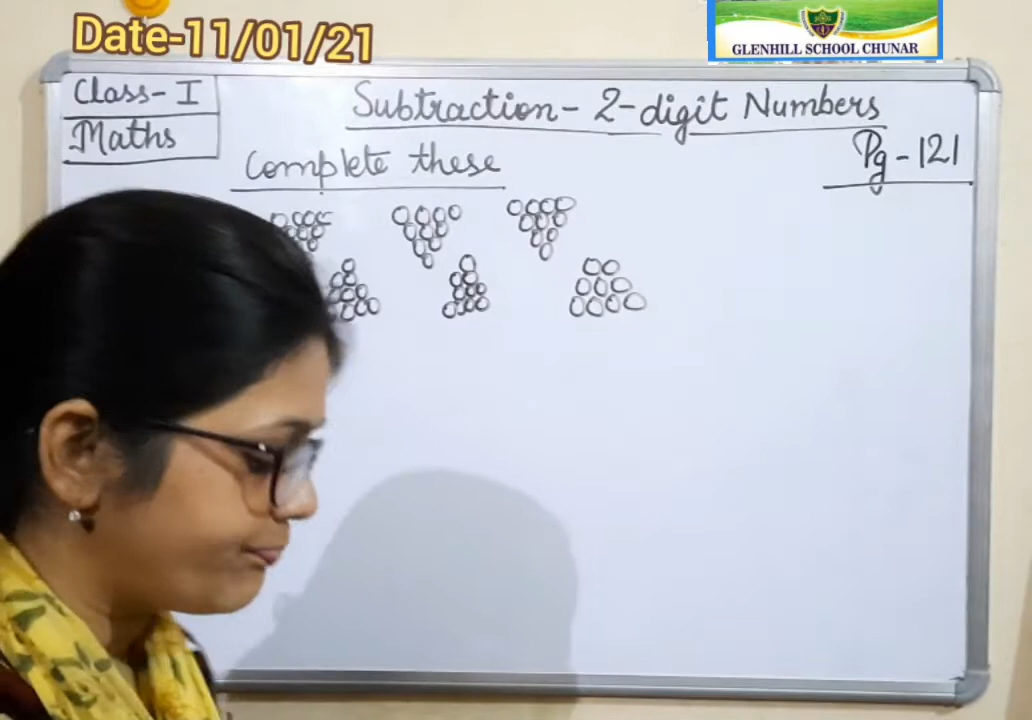 Date-11/01/21
GLENHILL SCHOOL CHUNAR
Class- I
Subtraction - 2-digit Numbers
Maths
Pg - 121
Complete these